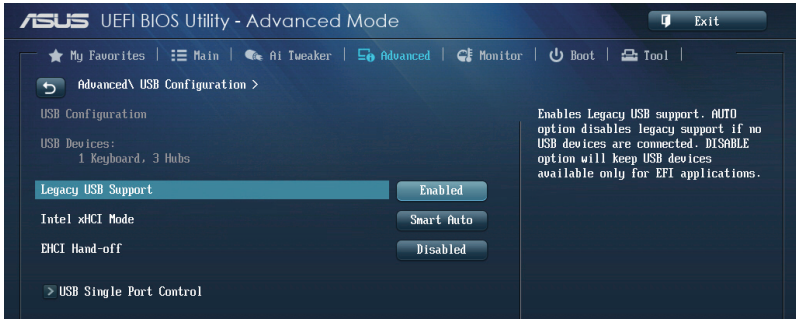 ASUS UEFI BIOS Utility - Advanced Mode
Exit
My Favorites | Main | Ai Tweaker | Advanced | Monitor | Boot | Tool |
Advanced\ USB Configuration >
USB Configuration
USB Devices:
1 Keyboard, 3 Hubs
Legacy USB Support Enabled
Intel xHCI Mode Smart Auto
EHCI Hand-off Disabled
> USB Single Port Control
Enables Legacy USB support. AUTO
option disables legacy support if no
USB devices are connected. DISABLE
option will keep USB devices
available only for EFI applications.